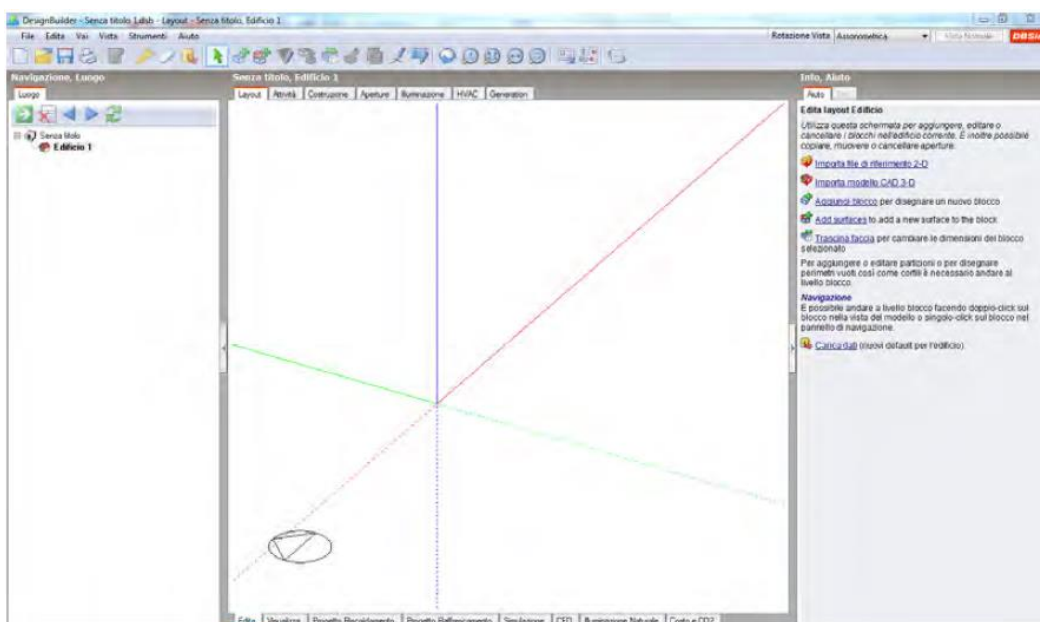 DesignBuilder - Senza titolo 1.dsb - Layout - Senza titolo, Edificio 1
File Edita Vai Vista Strumenti Aiuto
Rotazione Vista Assonometrica
Vista Normale
Navigazione, Luogo
Senza titolo, Edificio 1
Info, Aiuto
Luogo
Layout Attività Costruzione Aperture Illuminazione HVAC Generation
Aiuto
Senza titolo
Edificio 1
Edita layout Edificio
Utilizza questa schermata per aggiungere, editare o
cancellare i blocchi nell'edificio corrente. E inoltre possibile
copiare, muovere o cancellare aperture.
Importa file di riferimento 2-D
Importa modello CAD 3-D
Aggiungi blocco per disegnare un nuovo blocco
Add surfaces to add a new surface to the block
Trascina faccia per cambiare le dimensioni del blocco
selezionato
Per aggiungere o editare partizioni o per disegnare
perimetri vuoti così come cortili è necessario andare al
livello blocco.
Navigazione
E possibile andare a livello blocco facendo doppio-click sul
blocco nella vista del modello o singolo-click sul blocco nel
pannello di navigazione.
Carica dati (nuovi default per l'edificio)
Edita Visualizza Progetto Riscaldamento Progetto Raffrescamento Simulazione CFD Illuminazione Naturale Costo e CO2